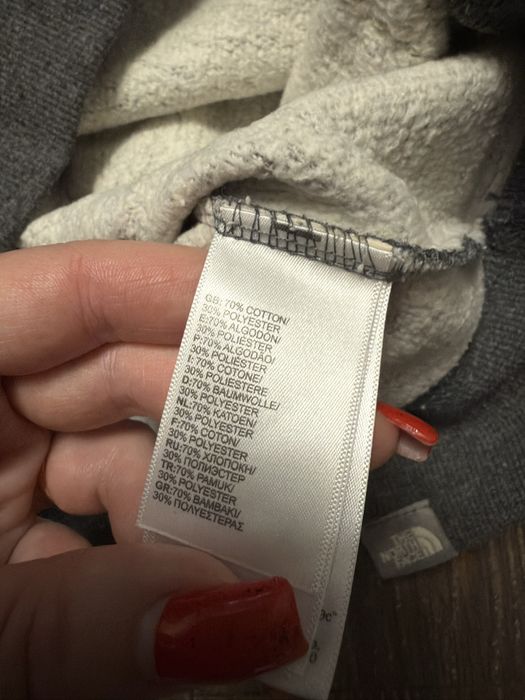 GB: 70% COTTON/
30% POLYESTER
E: 70% ALGODÓN/
30% POLIÉSTER
P: 70% ALGODÃO/
30% POLIÉSTER
I: 70% COTONE/
30% POLIESTERE
D: 70% BAUMWOLLE/
30% POLYESTER
NL: 70% KATOEN/
30% POLYESTER
F: 70% COTON/
30% POLYESTER
RU: 70% ХЛОПОКН/
30% ПОПИЭСТЕР
TR: 70% PAMUK/
30% POLYESTER
GR: 70% ΒΑΜΒΑΚΙ/
30% ΠΟΛΥΕΣΤΕΡΑΣ
THE
NORTH
FACE